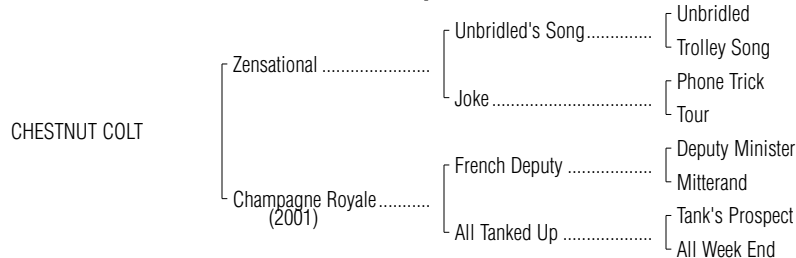 Unbridled
Unbridled's Song..............
Trolley Song
Zensational .......................
Phone Trick
Joke..................................
Tour
CHESTNUT COLT
Deputy Minister
French Deputy ..................
Mitterand
Champagne Royale...........
(2001)
Tank's Prospect
All Tanked Up ...................
All Week End